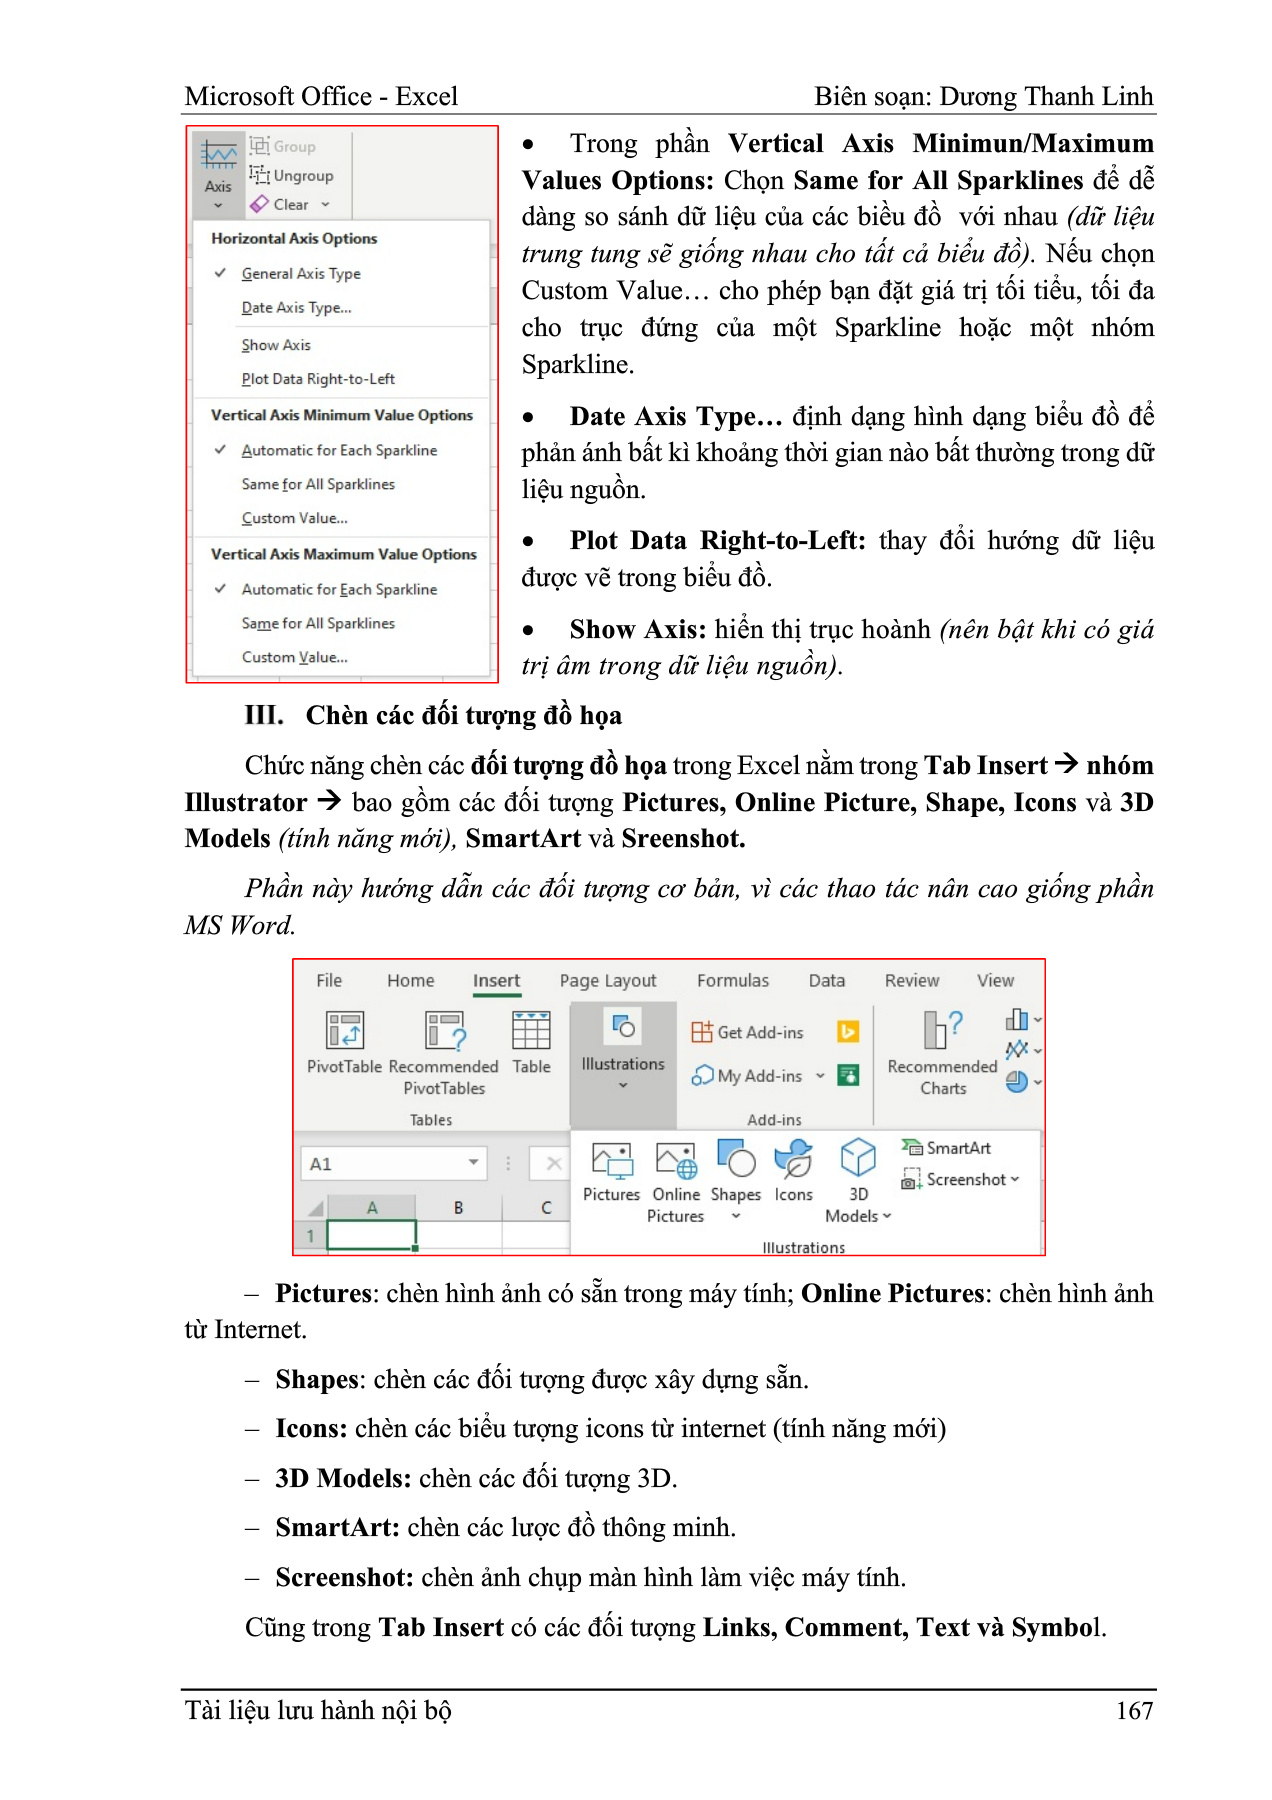 Microsoft Office - Excel
Biên soạn: Dương Thanh Linh
Group
Ungroup
Clear
Axis
Horizontal Axis Options
General Axis Type
Date Axis Type...
Show Axis
Plot Data Right-to-Left
Vertical Axis Minimum Value Options
Automatic for Each Sparkline
Same for All Sparklines
Custom Value...
Vertical Axis Maximum Value Options
Automatic for Each Sparkline
Same for All Sparklines
Custom Value...
• Trong phần Vertical Axis Minimun/Maximum
Values Options: Chọn Same for All Sparklines để dễ
dàng so sánh dữ liệu của các biều đồ với nhau (dữ liệu
trung tung sẽ giống nhau cho tất cả biểu đồ). Nếu chọn
Custom Value… cho phép bạn đặt giá trị tối tiểu, tối đa
cho trục đứng của một Sparkline hoặc một nhóm
Sparkline.
• Date Axis Type… định dạng hình dạng biểu đồ để
phản ánh bất kì khoảng thời gian nào bất thường trong dữ
liệu nguồn.
• Plot Data Right-to-Left: thay đổi hướng dữ liệu
được vẽ trong biểu đồ.
• Show Axis: hiển thị trục hoành (nên bật khi có giá
trị âm trong dữ liệu nguồn).
III. Chèn các đối tượng đồ họa
Chức năng chèn các đối tượng đồ họa trong Excel nằm trong Tab Insert → nhóm
Illustrator → bao gồm các đối tượng Pictures, Online Picture, Shape, Icons và 3D
Models (tính năng mới), SmartArt và Sreenshot.
Phần này hướng dẫn các đối tượng cơ bản, vì các thao tác nân cao giống phần
MS Word.
File Home Insert Page Layout Formulas Data Review View
PivotTable Recommended PivotTables Table
Tables
Illustrations
Get Add-ins
My Add-ins
Add-ins
Recommended Charts
A1
A B C
1
Pictures Online Pictures Shapes Icons 3D Models
SmartArt
Screenshot
Illustrations
– Pictures: chèn hình ảnh có sẵn trong máy tính; Online Pictures: chèn hình ảnh
từ Internet.
– Shapes: chèn các đối tượng được xây dựng sẵn.
– Icons: chèn các biểu tượng icons từ internet (tính năng mới)
– 3D Models: chèn các đối tượng 3D.
– SmartArt: chèn các lược đồ thông minh.
– Screenshot: chèn ảnh chụp màn hình làm việc máy tính.
Cũng trong Tab Insert có các đối tượng Links, Comment, Text và Symbol.
Tài liệu lưu hành nội bộ
167